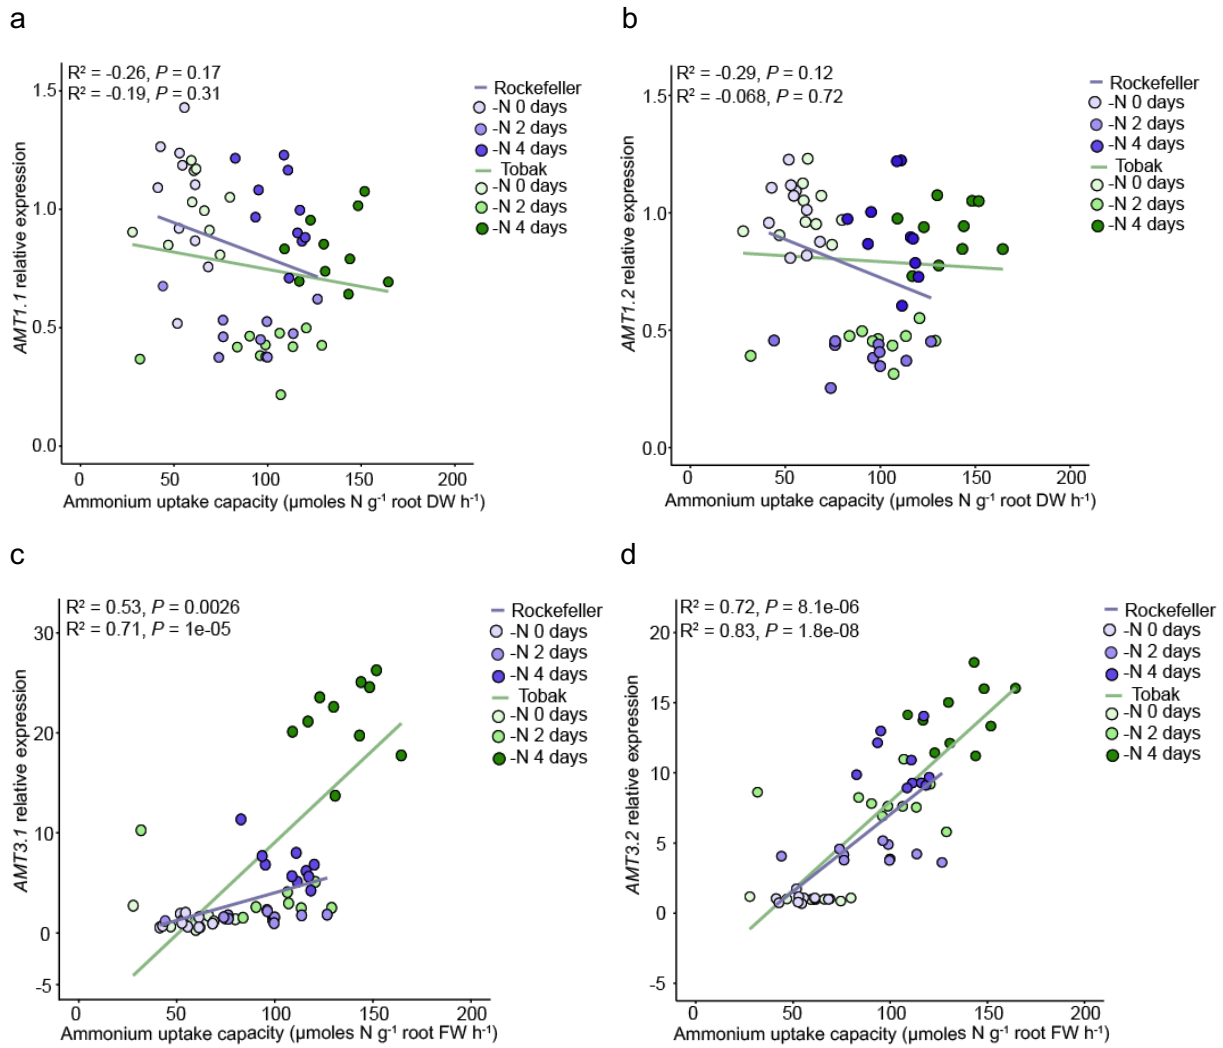 a
R² = -0.26, P = 0.17
R² = -0.19, P = 0.31
AMT1.1 relative expression
1.5
1.0
0.5
0.0
0 50 100 150 200
Ammonium uptake capacity (µmoles N g⁻¹ root DW h⁻¹)
Rockefeller
-N 0 days
-N 2 days
-N 4 days
Tobak
-N 0 days
-N 2 days
-N 4 days
b
R² = -0.29, P = 0.12
R² = -0.068, P = 0.72
AMT1.2 relative expression
1.5
1.0
0.5
0.0
0 50 100 150 200
Ammonium uptake capacity (µmoles N g⁻¹ root DW h⁻¹)
Rockefeller
-N 0 days
-N 2 days
-N 4 days
Tobak
-N 0 days
-N 2 days
-N 4 days
c
R² = 0.53, P = 0.0026
R² = 0.71, P = 1e-05
AMT3.1 relative expression
30
20
10
0
-5
0 50 100 150 200
Ammonium uptake capacity (µmoles N g⁻¹ root FW h⁻¹)
Rockefeller
-N 0 days
-N 2 days
-N 4 days
Tobak
-N 0 days
-N 2 days
-N 4 days
d
R² = 0.72, P = 8.1e-06
R² = 0.83, P = 1.8e-08
AMT3.2 relative expression
20
15
10
5
0
-5
0 50 100 150 200
Ammonium uptake capacity (µmoles N g⁻¹ root FW h⁻¹)
Rockefeller
-N 0 days
-N 2 days
-N 4 days
Tobak
-N 0 days
-N 2 days
-N 4 days